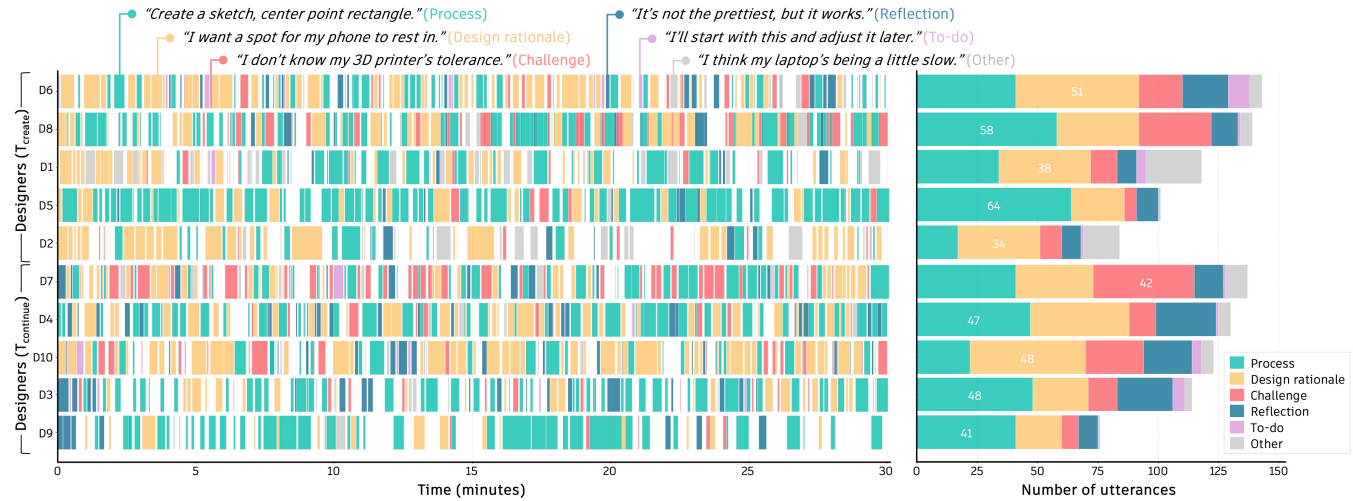 “Create a sketch, center point rectangle.” (Process)
“It’s not the prettiest, but it works.” (Reflection)
“I want a spot for my phone to rest in.” (Design rationale)
“I’ll start with this and adjust it later.” (To-do)
“I don’t know my 3D printer’s tolerance.” (Challenge)
“I think my laptop’s being a little slow.” (Other)
Designers (Tcreate)
D6
51
D8
58
D1
38
D5
64
D2
34
Designers (Tcontinue)
D7
42
D4
47
D10
48
D3
48
D9
41
Process
Design rationale
Challenge
Reflection
To-do
Other
0 5 10 15 20 25 30
Time (minutes)
0 25 50 75 100 125 150
Number of utterances